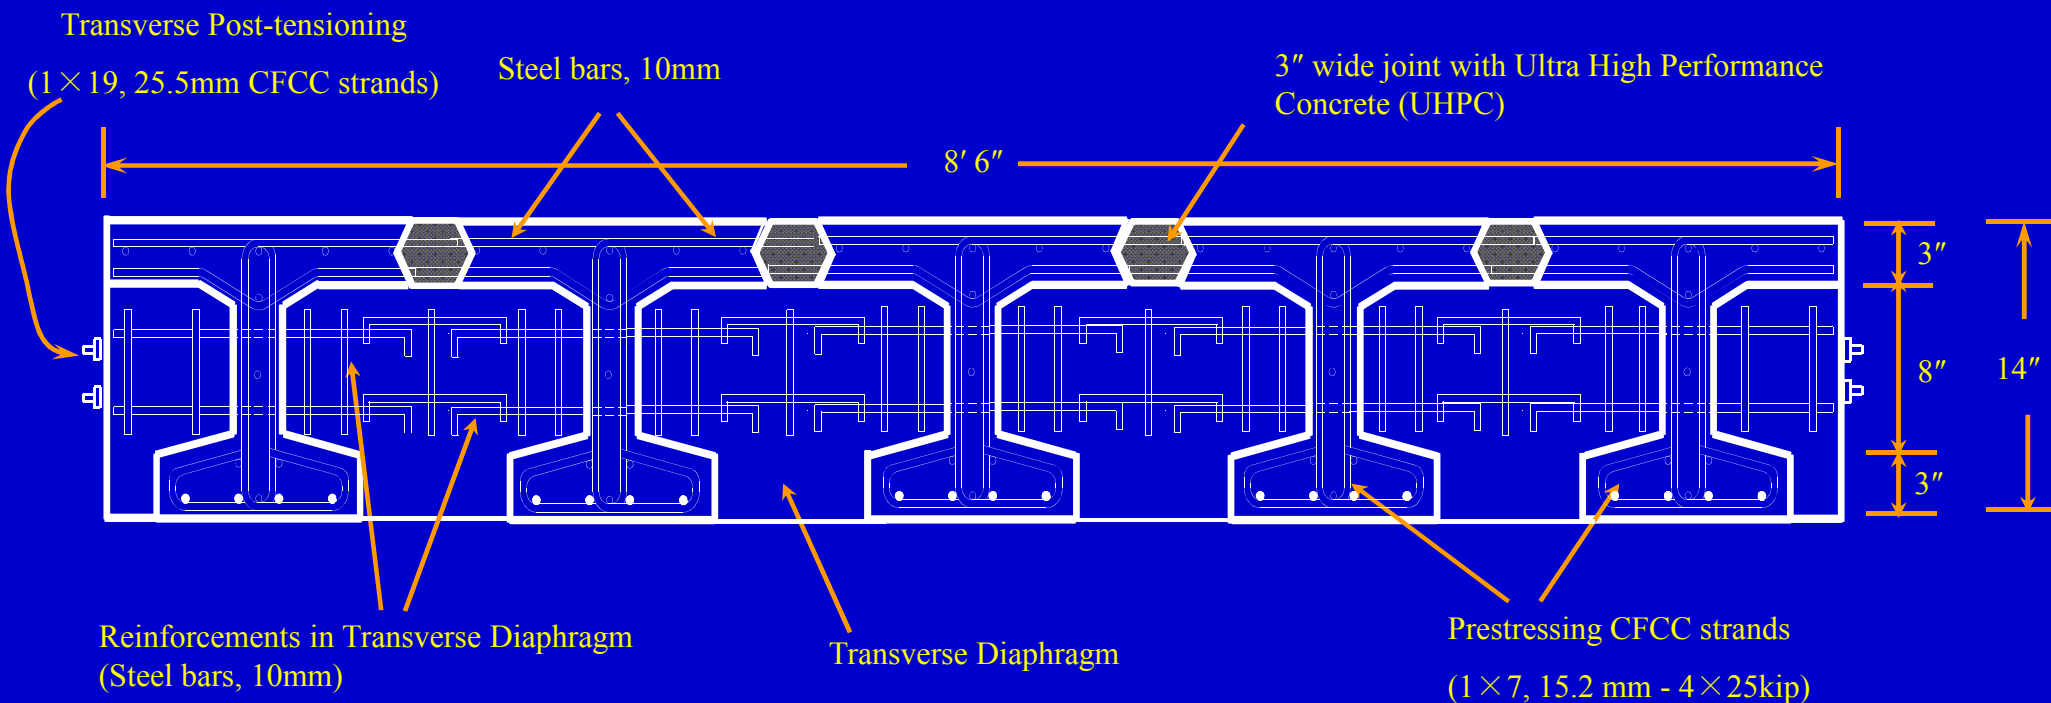 Transverse Post-tensioning
(1×19, 25.5mm CFCC strands)
Steel bars, 10mm
3″ wide joint with Ultra High Performance
Concrete (UHPC)
8′ 6″
3″
8″
14″
3″
Reinforcements in Transverse Diaphragm
(Steel bars, 10mm)
Transverse Diaphragm
Prestressing CFCC strands
(1×7, 15.2 mm - 4×25kip)